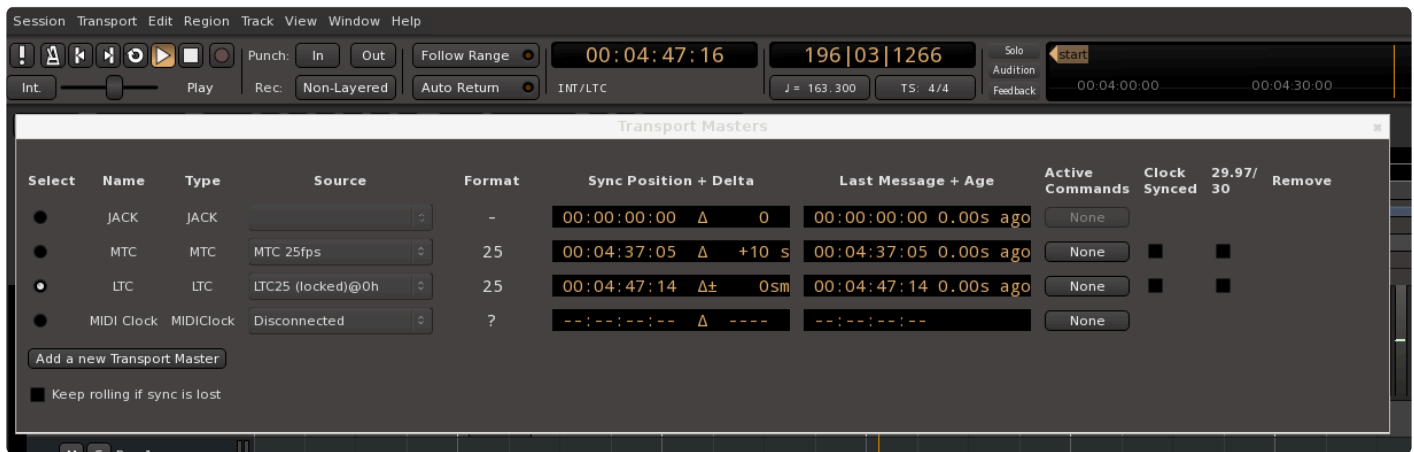 Session Transport Edit Region Track View Window Help
Punch: In Out Follow Range 00:04:47:16 196|03|1266 Solo start
Audition
Int. Play Rec: Non-Layered Auto Return INT/LTC ♩= 163.300 TS: 4/4 Feedback 00:04:00:00 00:04:30:00
Transport Masters
Select Name Type Source Format Sync Position + Delta Last Message + Age Active Commands Clock Synced 29.97/30 Remove
JACK JACK – 00:00:00:00 Δ 0 00:00:00:00 0.00s ago None
MTC MTC MTC 25fps 25 00:04:37:05 Δ +10 s 00:04:37:05 0.00s ago None
LTC LTC LTC25 (locked)@0h 25 00:04:47:14 Δ± 0sm 00:04:47:14 0.00s ago None
MIDI Clock MIDIClock Disconnected ? --:--:--:-- Δ ---- --:--:--:-- None
Add a new Transport Master
Keep rolling if sync is lost